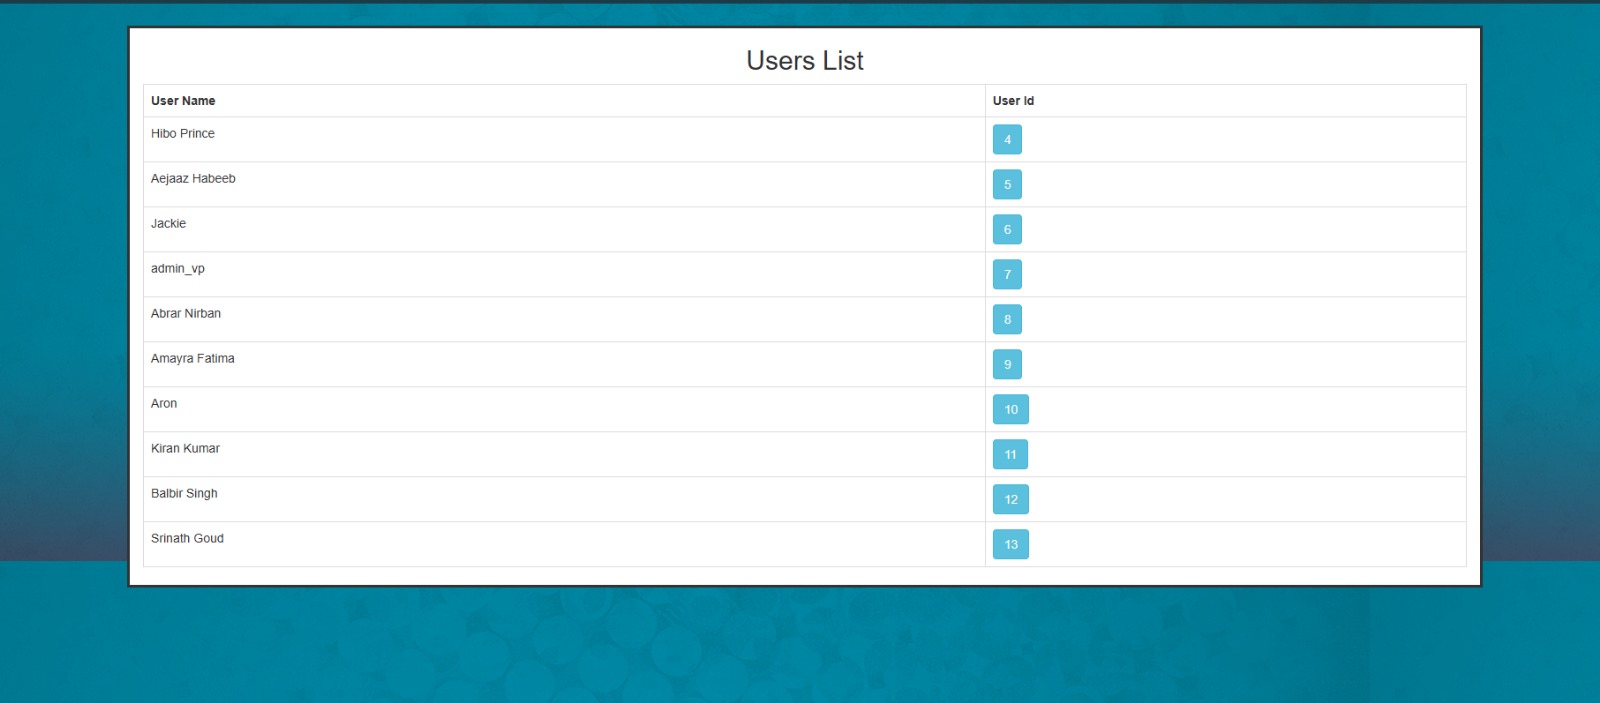 Users List
User Name User Id
Hibo Prince 4
Aejaaz Habeeb 5
Jackie 6
admin_vp 7
Abrar Nirban 8
Amayra Fatima 9
Aron 10
Kiran Kumar 11
Balbir Singh 12
Srinath Goud 13